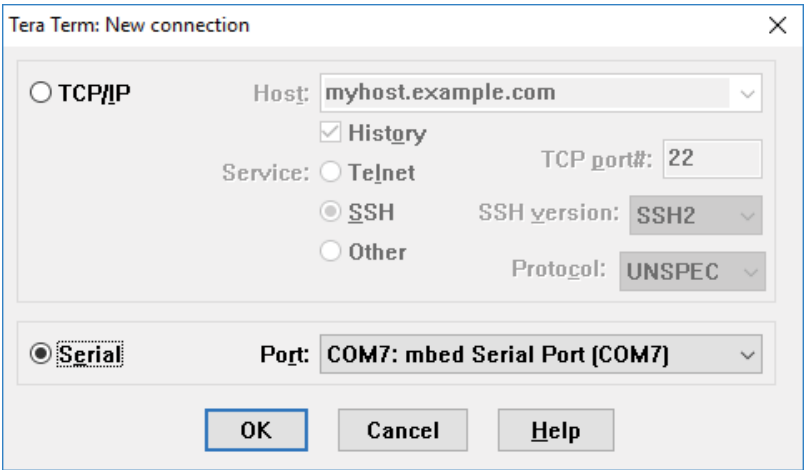 Tera Term: New connection
TCP/IP Host: myhost.example.com
History
Service: Telnet TCP port#: 22
SSH SSH version: SSH2
Other Protocol: UNSPEC
Serial Port: COM7: mbed Serial Port (COM7)
OK Cancel Help